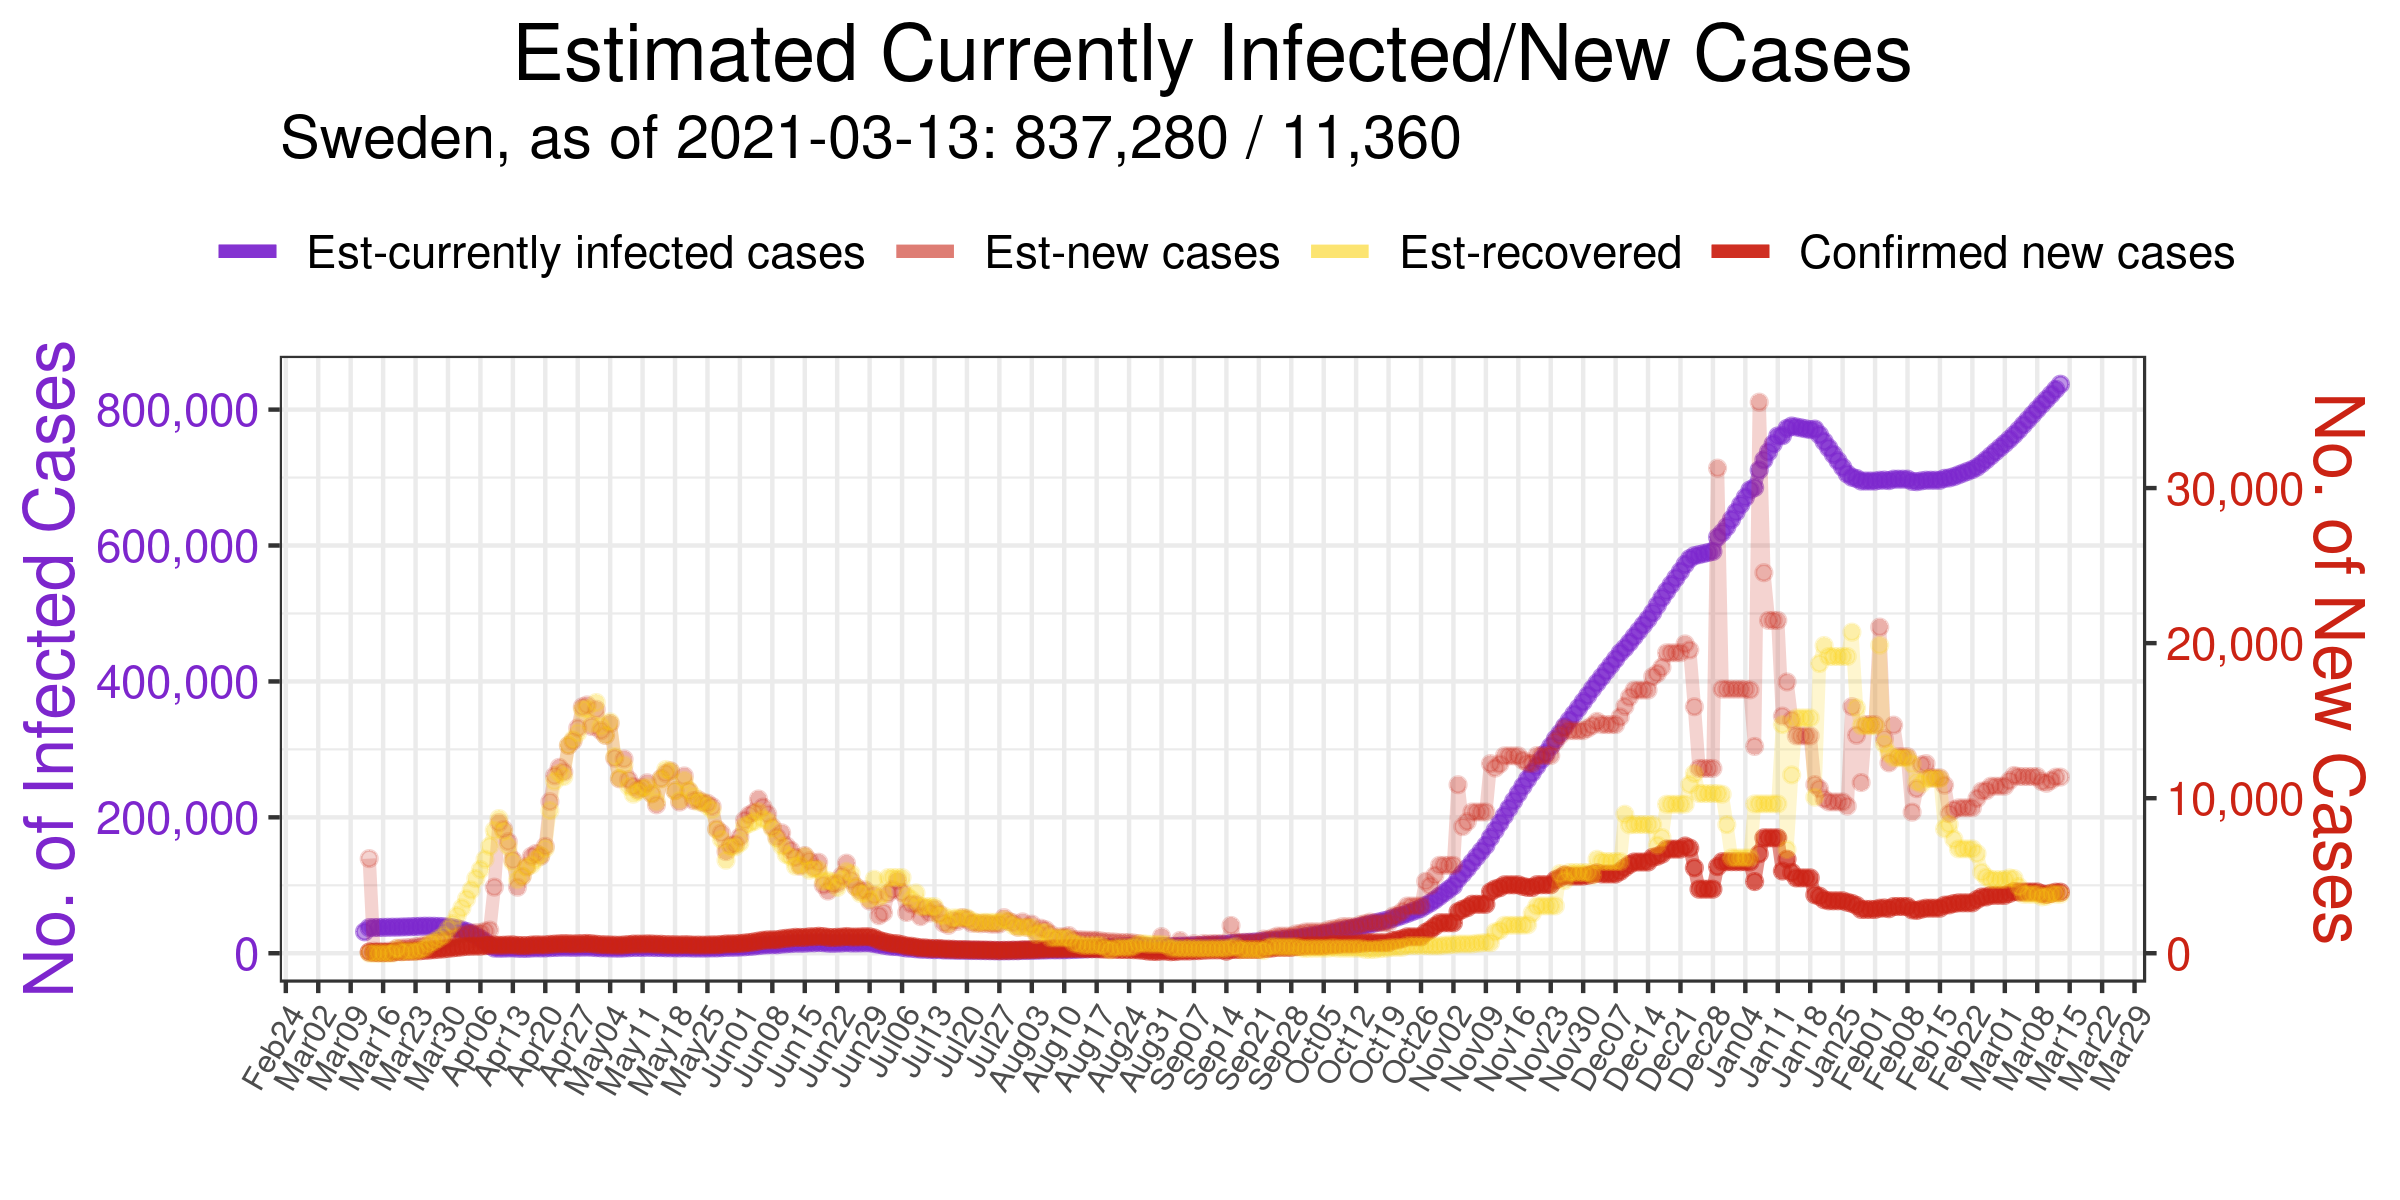 Estimated Currently Infected/New Cases
Sweden, as of 2021-03-13: 837,280 / 11,360
Est-currently infected cases Est-new cases Est-recovered Confirmed new cases
No. of Infected Cases
800,000
600,000
400,000
200,000
0
No. of New Cases
30,000
20,000
10,000
0
Feb24 Mar02 Mar09 Mar16 Mar23 Mar30 Apr06 Apr13 Apr20 Apr27 May04 May11 May18 May25 Jun01 Jun08 Jun15 Jun22 Jun29 Jul06 Jul13 Jul20 Jul27 Aug03 Aug10 Aug17 Aug24 Aug31 Sep07 Sep14 Sep21 Sep28 Oct05 Oct12 Oct19 Oct26 Nov02 Nov09 Nov16 Nov23 Nov30 Dec07 Dec14 Dec21 Dec28 Jan04 Jan11 Jan18 Jan25 Feb01 Feb08 Feb15 Feb22 Mar01 Mar08 Mar15 Mar22 Mar29